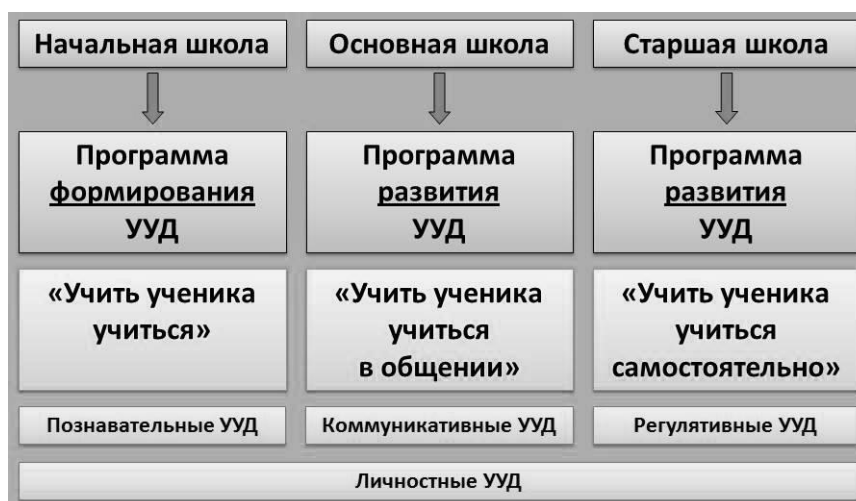 Начальная школа
Основная школа
Старшая школа
Программа
формирования
УУД
Программа
развития
УУД
Программа
развития
УУД
«Учить ученика
учиться»
«Учить ученика
учиться
в общении»
«Учить ученика
учиться
самостоятельно»
Познавательные УУД
Коммуникативные УУД
Регулятивные УУД
Личностные УУД